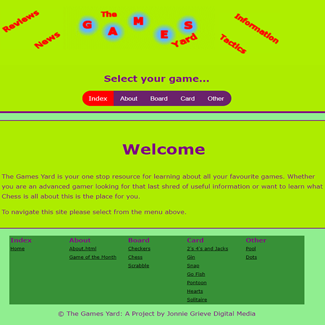 Reviews
News
The
GAMES
Yard
Information
Tactics
Select your game...
Index About Board Card Other
Welcome
The Games Yard is your one stop resource for learning about all your favorite games. Whether
you are an advanced gamer looking for that last shred of useful information or want to learn what
Chess is all about this is the place for you.
To navigate this site please select from the menu above.
Index About Board Card Other
Home About.html Checkers 2's 4's and Jacks Pool
Game of the Month Chess Gin Dots
Scrabble Snap
Go Fish
Pontoon
Hearts
Solitaire
© The Games Yard: A Project by Jonnie Grieve Digital Media